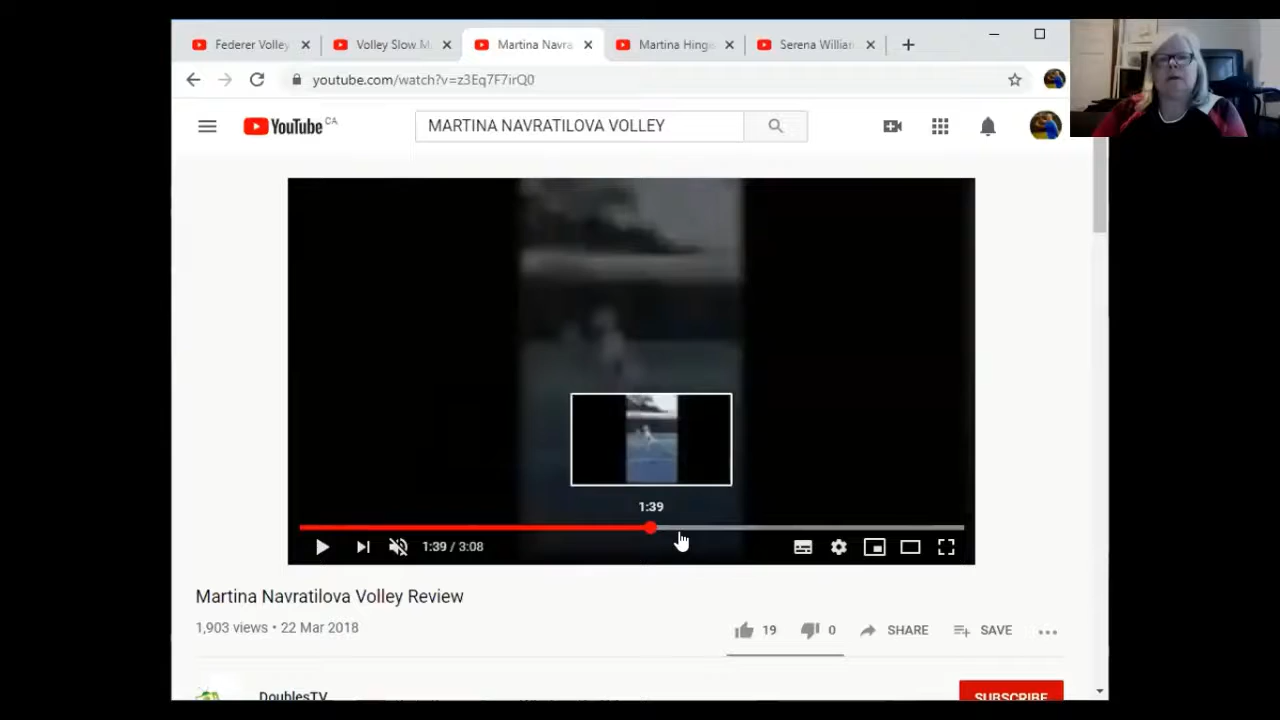 Federer Volley
Volley Slow M
Martina Navra
Martina Hing
Serena Willia
youtube.com/watch?v=z3Eq7F7irQ0
YouTube CA
MARTINA NAVRATILOVA VOLLEY
1:39
1:39 / 3:08
Martina Navratilova Volley Review
1,903 views • 22 Mar 2018
19
0
SHARE
SAVE
DoublesTV
SUBSCRIBE